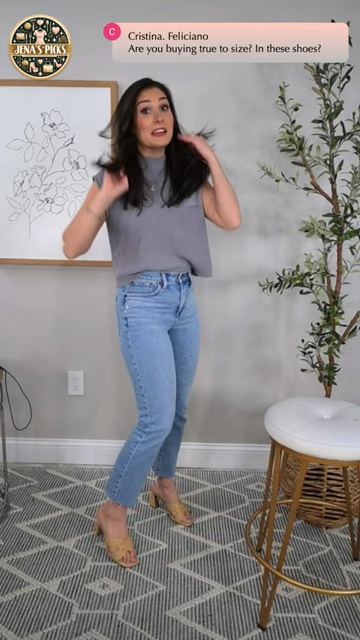 JENA'S PICKS
C
Cristina. Feliciano
Are you buying true to size? In these shoes?